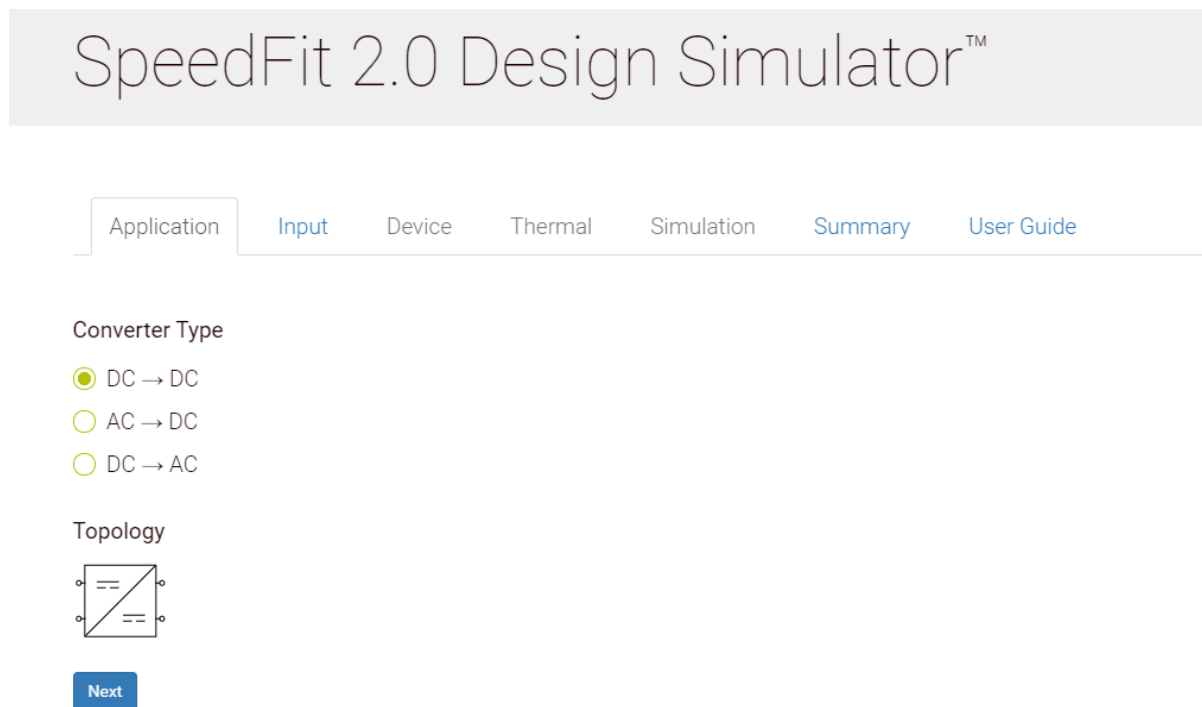 SpeedFit 2.0 Design Simulator™
Application Input Device Thermal Simulation Summary User Guide
Converter Type
DC → DC
AC → DC
DC → AC
Topology
Next